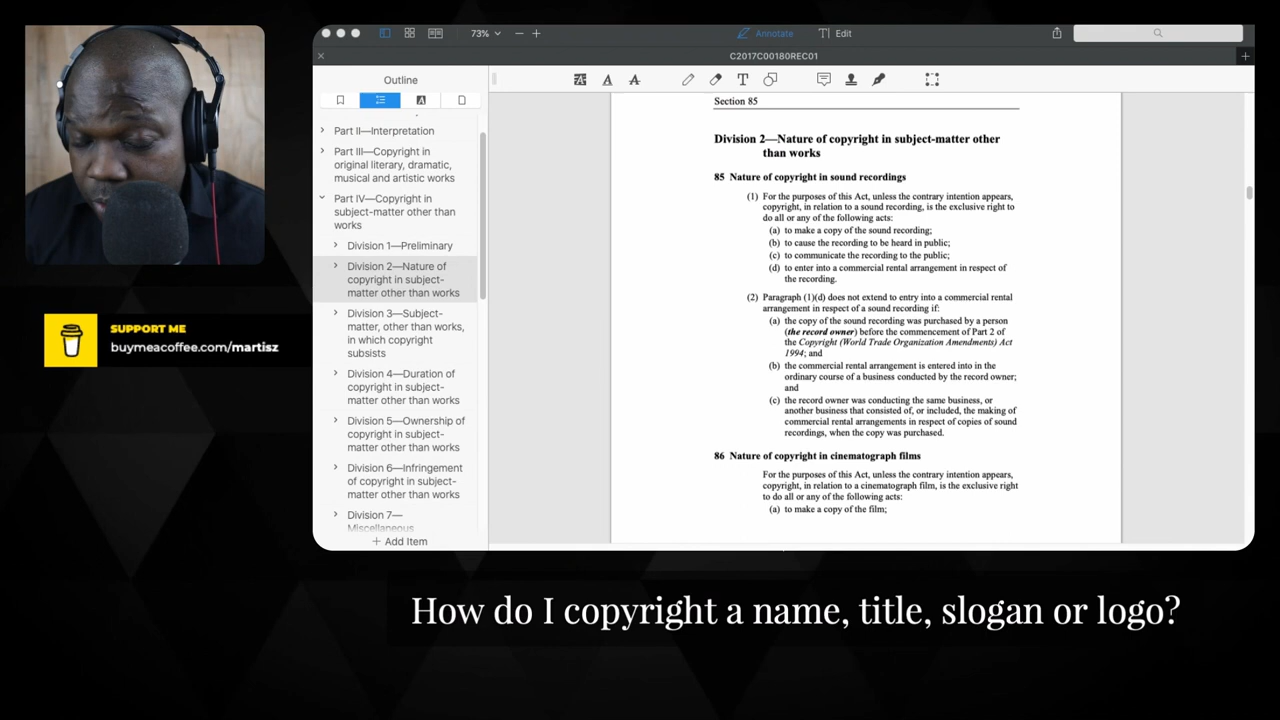 73%
Annotate
Edit
C2017C00180REC01
Outline
Part II—Interpretation
Part III—Copyright in
original literary, dramatic,
musical and artistic works
Part IV—Copyright in
subject-matter other than
works
Division 1—Preliminary
Division 2—Nature of
copyright in subject-
matter other than works
Division 3—Subject-
matter, other than works,
in which copyright
subsists
Division 4—Duration of
copyright in subject-
matter other than works
Division 5—Ownership of
copyright in subject-
matter other than works
Division 6—Infringement
of copyright in subject-
matter other than works
Division 7—
Miscellaneous
+ Add Item
Section 85
Division 2—Nature of copyright in subject-matter other
than works
85 Nature of copyright in sound recordings
(1) For the purposes of this Act, unless the contrary intention appears,
copyright, in relation to a sound recording, is the exclusive right to
do all or any of the following acts:
(a) to make a copy of the sound recording;
(b) to cause the recording to be heard in public;
(c) to communicate the recording to the public;
(d) to enter into a commercial rental arrangement in respect of
the recording.
(2) Paragraph (1)(d) does not extend to entry into a commercial rental
arrangement in respect of a sound recording if:
(a) the copy of the sound recording was purchased by a person
(the record owner) before the commencement of Part 2 of
the Copyright (World Trade Organization Amendments) Act
1994; and
(b) the commercial rental arrangement is entered into in the
ordinary course of a business conducted by the record owner;
and
(c) the record owner was conducting the same business, or
another business that consisted of, or included, the making of
commercial rental arrangements in respect of copies of sound
recordings, when the copy was purchased.
86 Nature of copyright in cinematograph films
For the purposes of this Act, unless the contrary intention appears,
copyright, in relation to a cinematograph film, is the exclusive right
to do all or any of the following acts:
(a) to make a copy of the film;
SUPPORT ME
buymeacoffee.com/martisz
How do I copyright a name, title, slogan or logo?